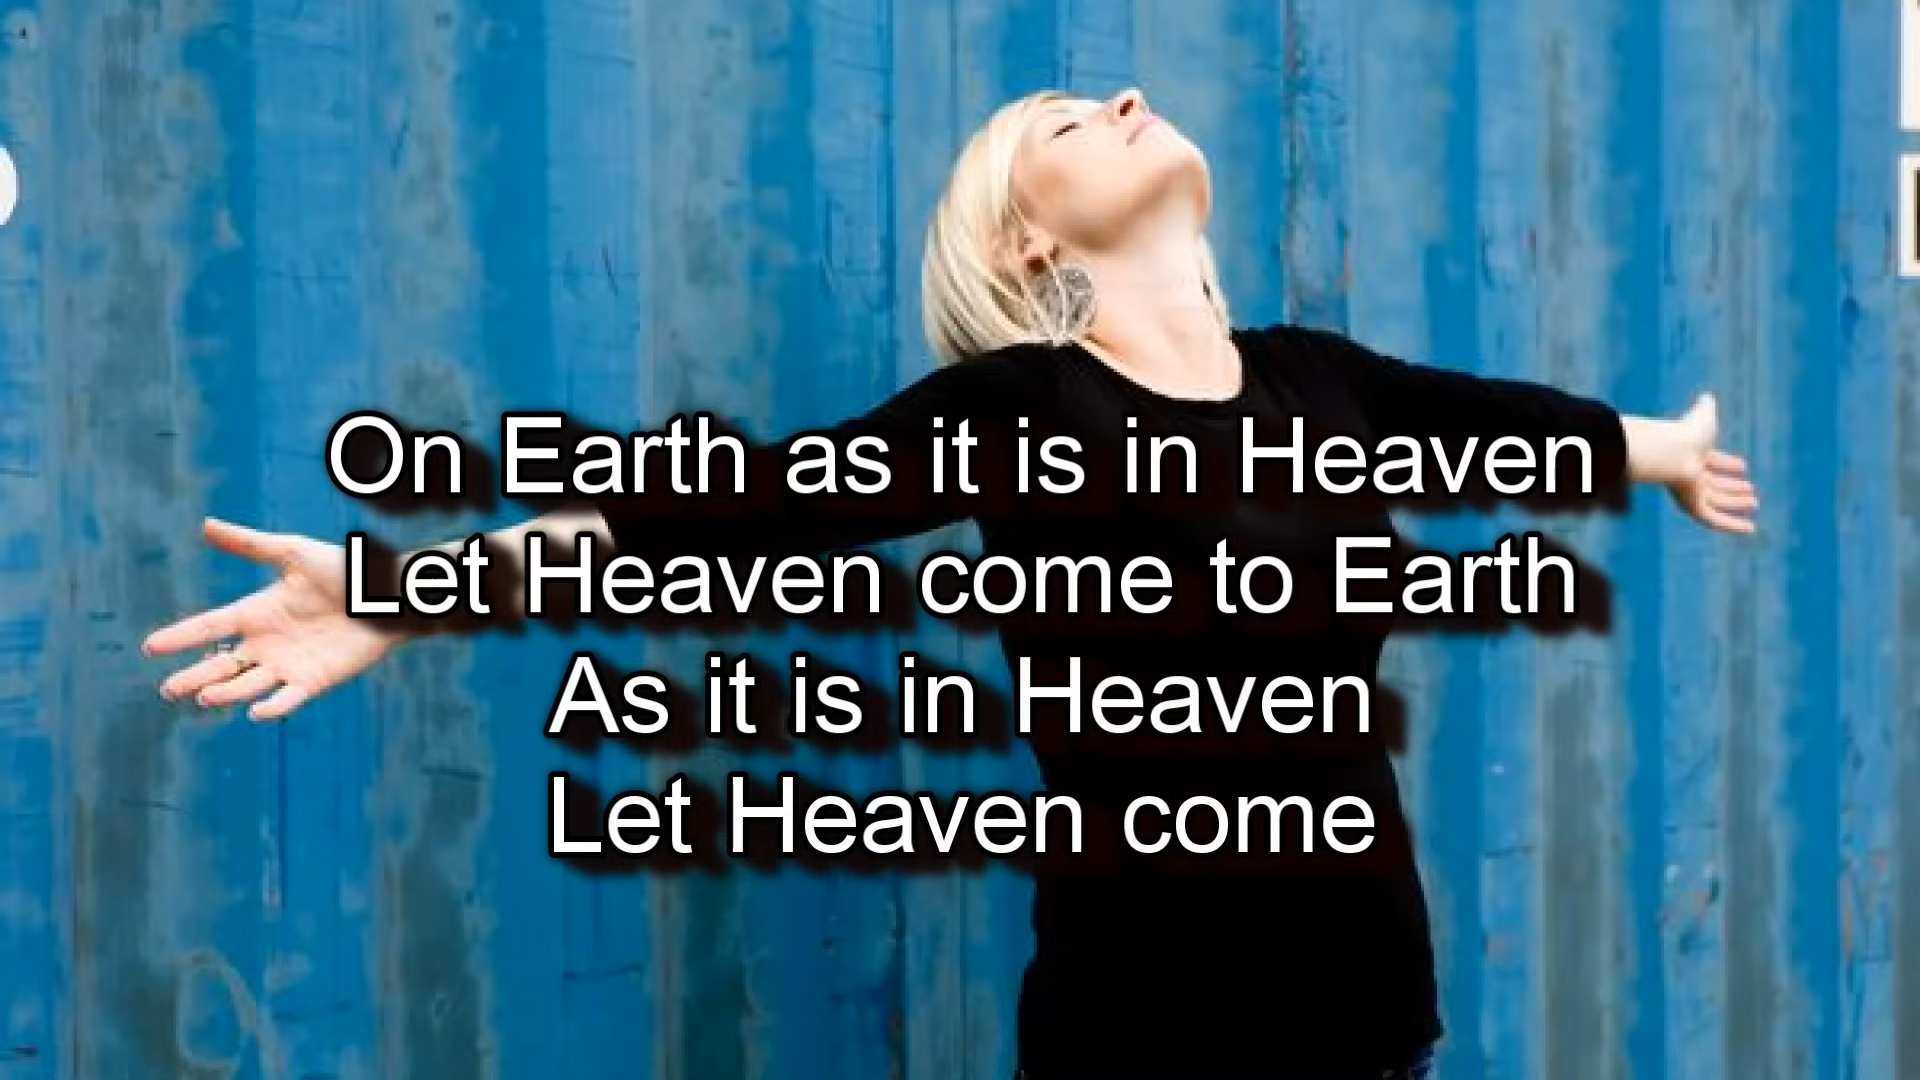 On Earth as it is in Heaven
Let Heaven come to Earth
As it is in Heaven
Let Heaven come